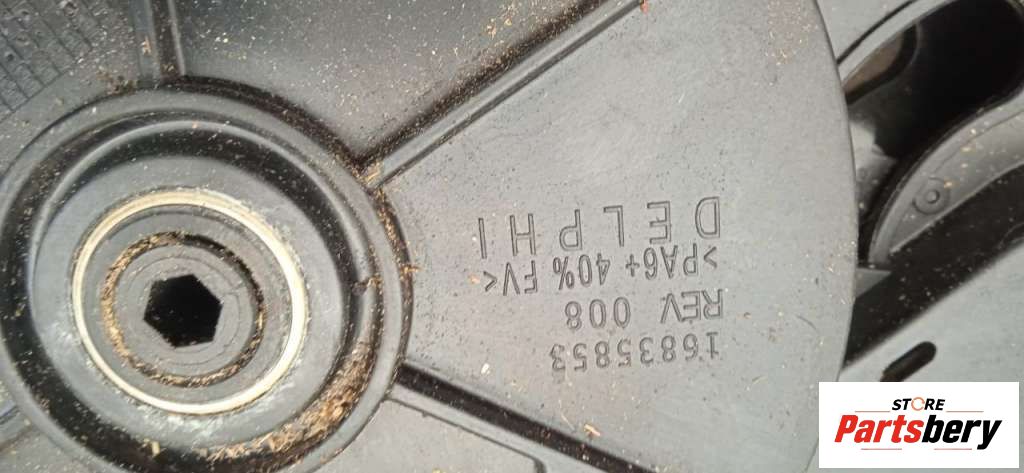 DELPHI
>PA6+ 40% FV<
REV 008
16835853
STORE
Partsbery